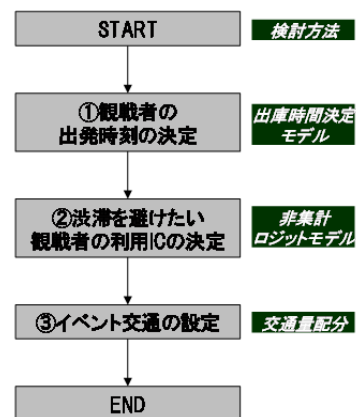 START
検討方法
①観戦者の
出発時刻の決定
出庫時間決定
モデル
②渋滞を避けたい
観戦者の利用ICの決定
非集計
ロジットモデル
③イベント交通の設定
交通量配分
END